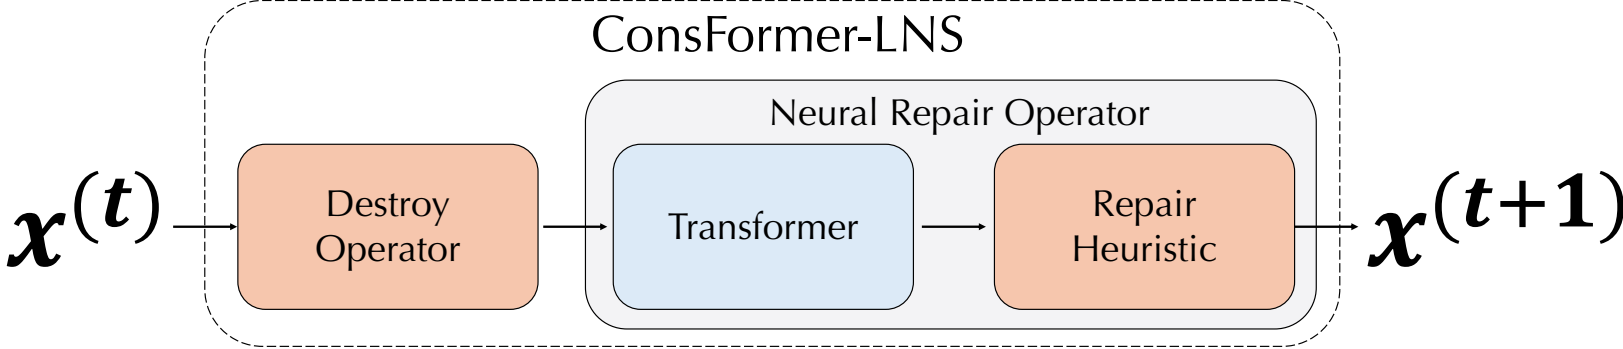 ConsFormer-LNS
Neural Repair Operator
x^(t)
Destroy
Operator
Transformer
Repair
Heuristic
x^(t+1)